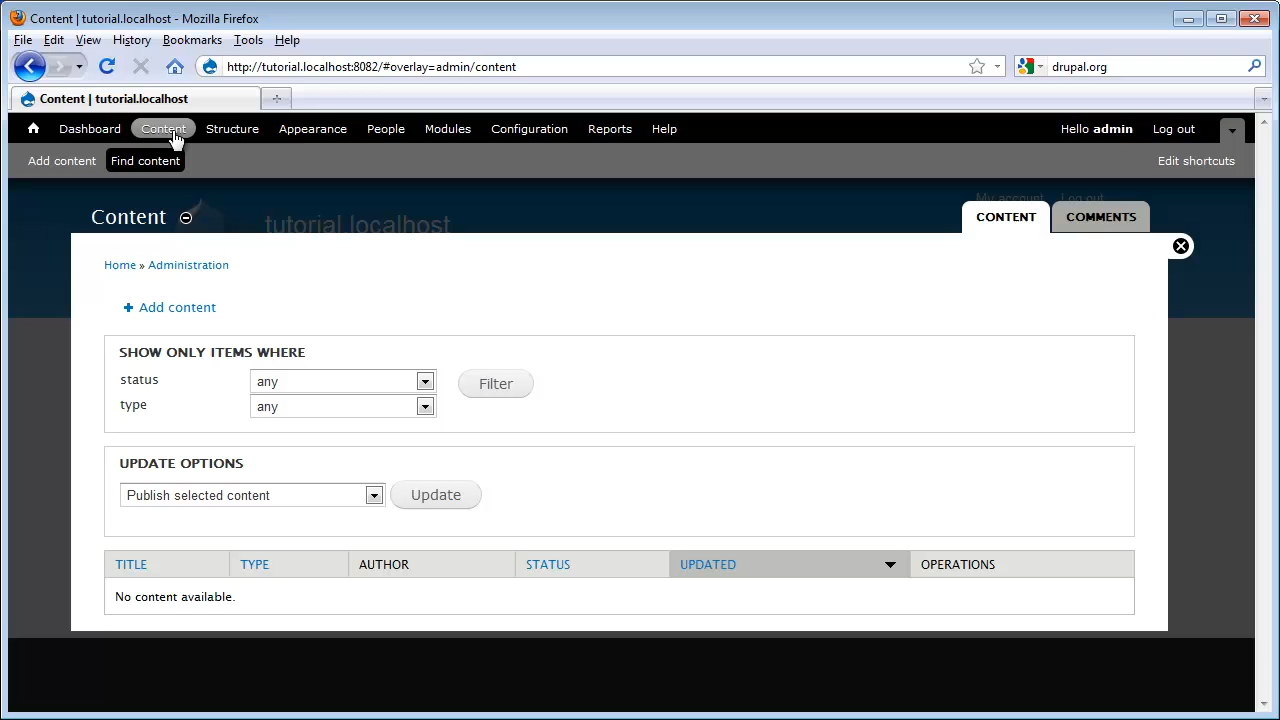 Content | tutorial.localhost - Mozilla Firefox
File Edit View History Bookmarks Tools Help
http://tutorial.localhost:8082/#overlay=admin/content drupal.org
Content | tutorial.localhost
Dashboard Content Structure Appearance People Modules Configuration Reports Help Hello admin Log out
Add content Find content Edit shortcuts
My account Log out
Content tutorial.localhost CONTENT COMMENTS
Home » Administration
+ Add content
SHOW ONLY ITEMS WHERE
status any Filter
type any
UPDATE OPTIONS
Publish selected content Update
TITLE TYPE AUTHOR STATUS UPDATED OPERATIONS
No content available.